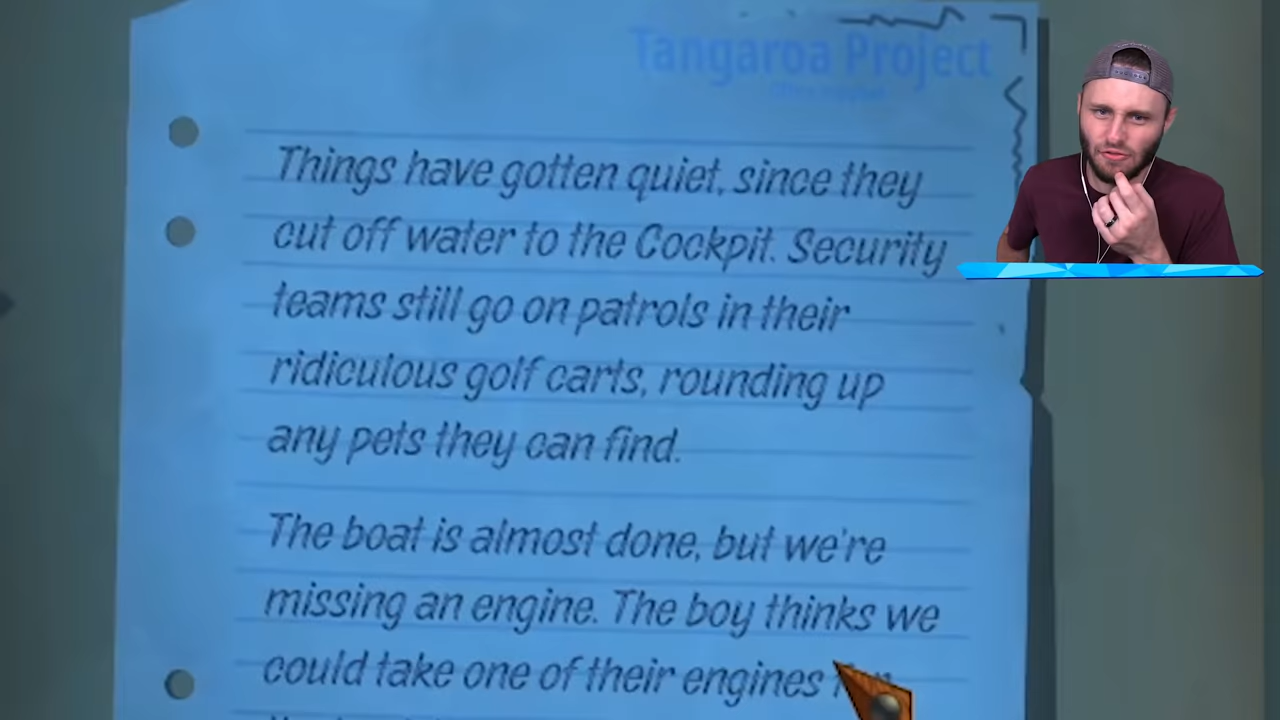 Tangaroa Project
Things have gotten quiet, since they
cut off water to the Cockpit. Security
teams still go on patrols in their
ridiculous golf carts, rounding up
any pets they can find.
The boat is almost done, but we're
missing an engine. The boy thinks we
could take one of their engines